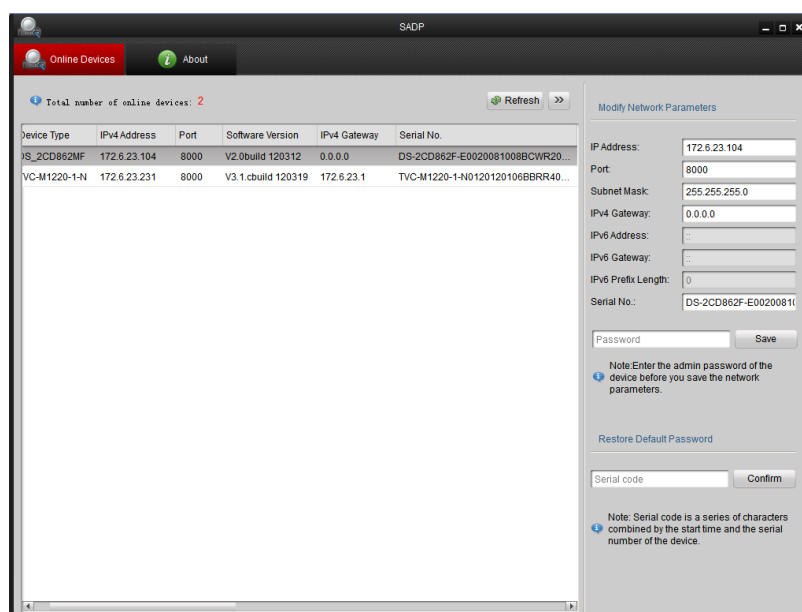 SADP
Online Devices
About
Total number of online devices: 2
Refresh
Device Type IPv4 Address Port Software Version IPv4 Gateway Serial No.
DS_2CD862MF 172.6.23.104 8000 V2.0build 120312 0.0.0.0 DS-2CD862F-E0020081008BCWR20...
TVC-M1220-1-N 172.6.23.231 8000 V3.1.cbuild 120319 172.6.23.1 TVC-M1220-1-N0120120106BBRR40...
Modify Network Parameters
IP Address: 172.6.23.104
Port: 8000
Subnet Mask: 255.255.255.0
IPv4 Gateway: 0.0.0.0
IPv6 Address: ::
IPv6 Gateway: ::
IPv6 Prefix Length: 0
Serial No.: DS-2CD862F-E0020081(
Password Save
Note:Enter the admin password of the
device before you save the network
parameters.
Restore Default Password
Serial code Confirm
Note: Serial code is a series of characters
combined by the start time and the serial
number of the device.